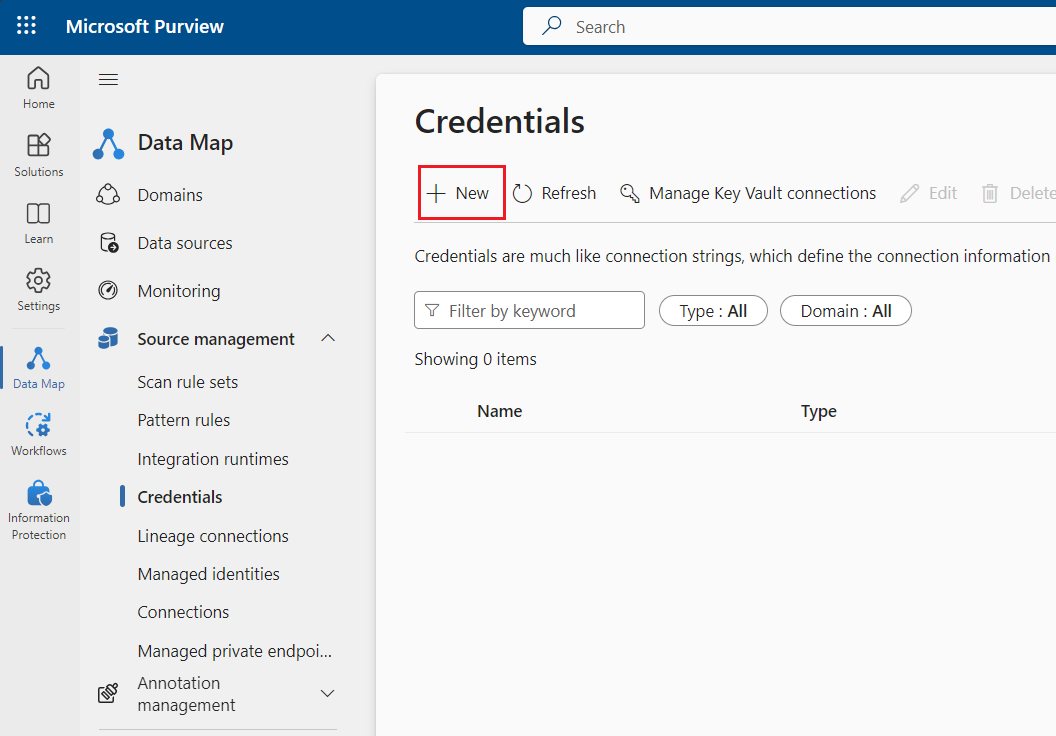 Microsoft Purview
Search
Home
Solutions
Learn
Settings
Data Map
Workflows
Information
Protection
Data Map
Domains
Data sources
Monitoring
Source management
Scan rule sets
Pattern rules
Integration runtimes
Credentials
Lineage connections
Managed identities
Connections
Managed private endpoi...
Annotation
management
Credentials
New Refresh Manage Key Vault connections Edit Delete
Credentials are much like connection strings, which define the connection information
Filter by keyword Type : All Domain : All
Showing 0 items
Name Type